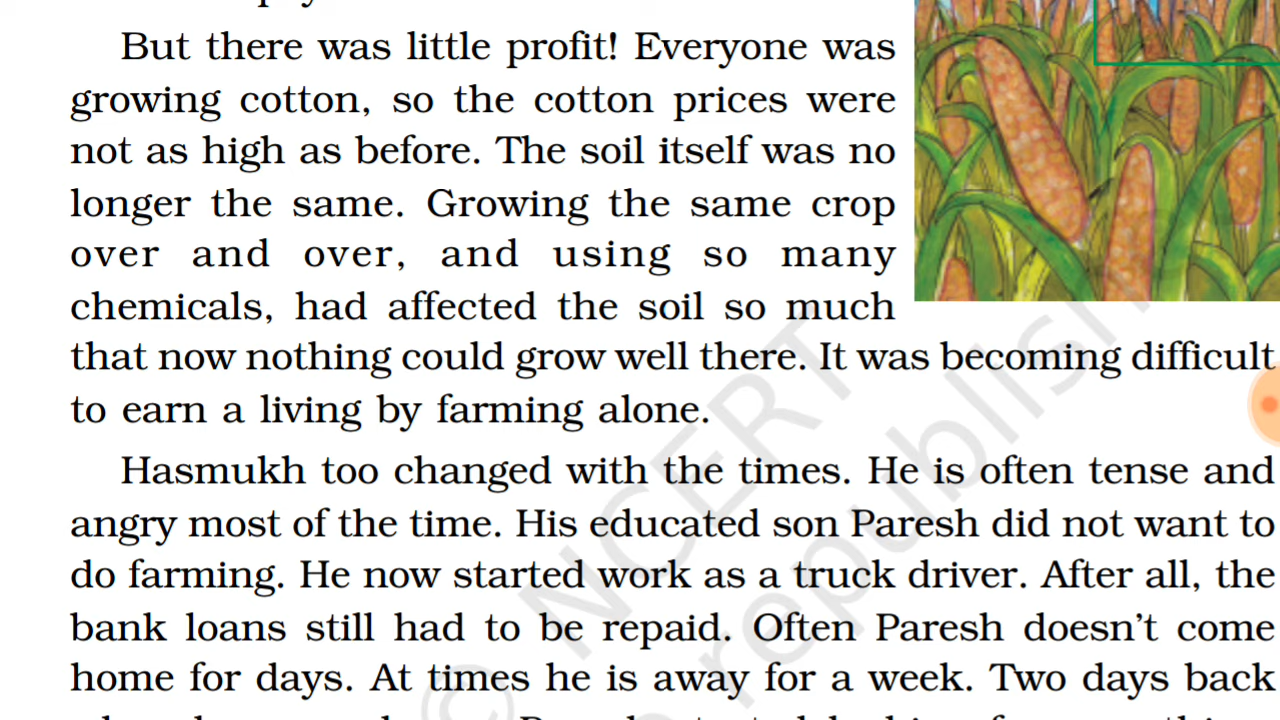 But there was little profit! Everyone was
growing cotton, so the cotton prices were
not as high as before. The soil itself was no
longer the same. Growing the same crop
over and over, and using so many
chemicals, had affected the soil so much
that now nothing could grow well there. It was becoming difficult
to earn a living by farming alone.
Hasmukh too changed with the times. He is often tense and
angry most of the time. His educated son Paresh did not want to
do farming. He now started work as a truck driver. After all, the
bank loans still had to be repaid. Often Paresh doesn't come
home for days. At times he is away for a week. Two days back
© NCERT
republish